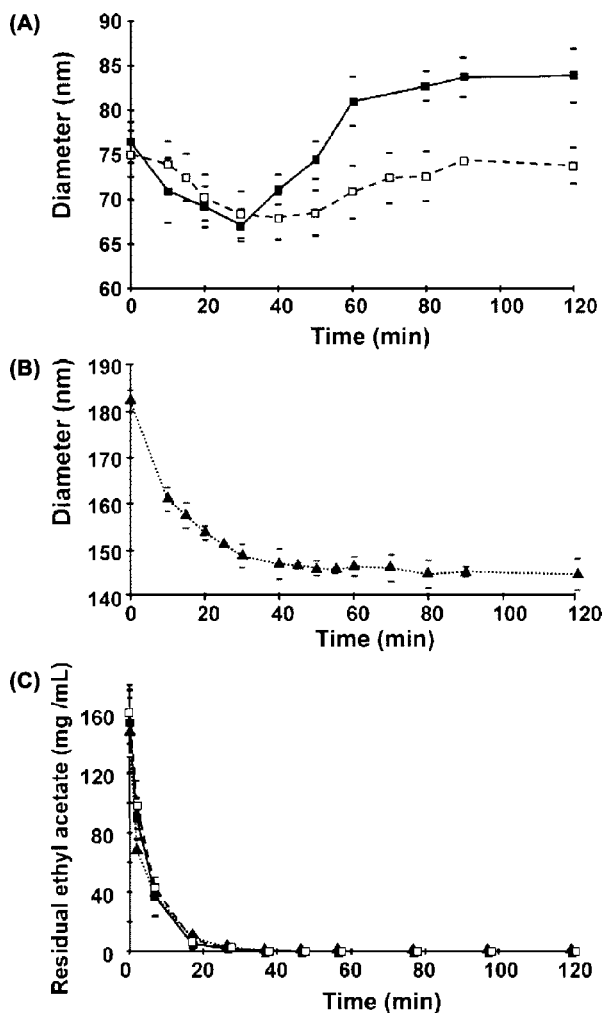 (A)
Diameter (nm)
90
85
80
75
70
65
60
0 20 40 60 80 100 120
Time (min)
(B)
Diameter (nm)
190
180
170
160
150
140
0 20 40 60 80 100 120
Time (min)
(C)
Residual ethyl acetate (mg /mL)
160
120
80
40
0
0 20 40 60 80 100 120
Time (min)